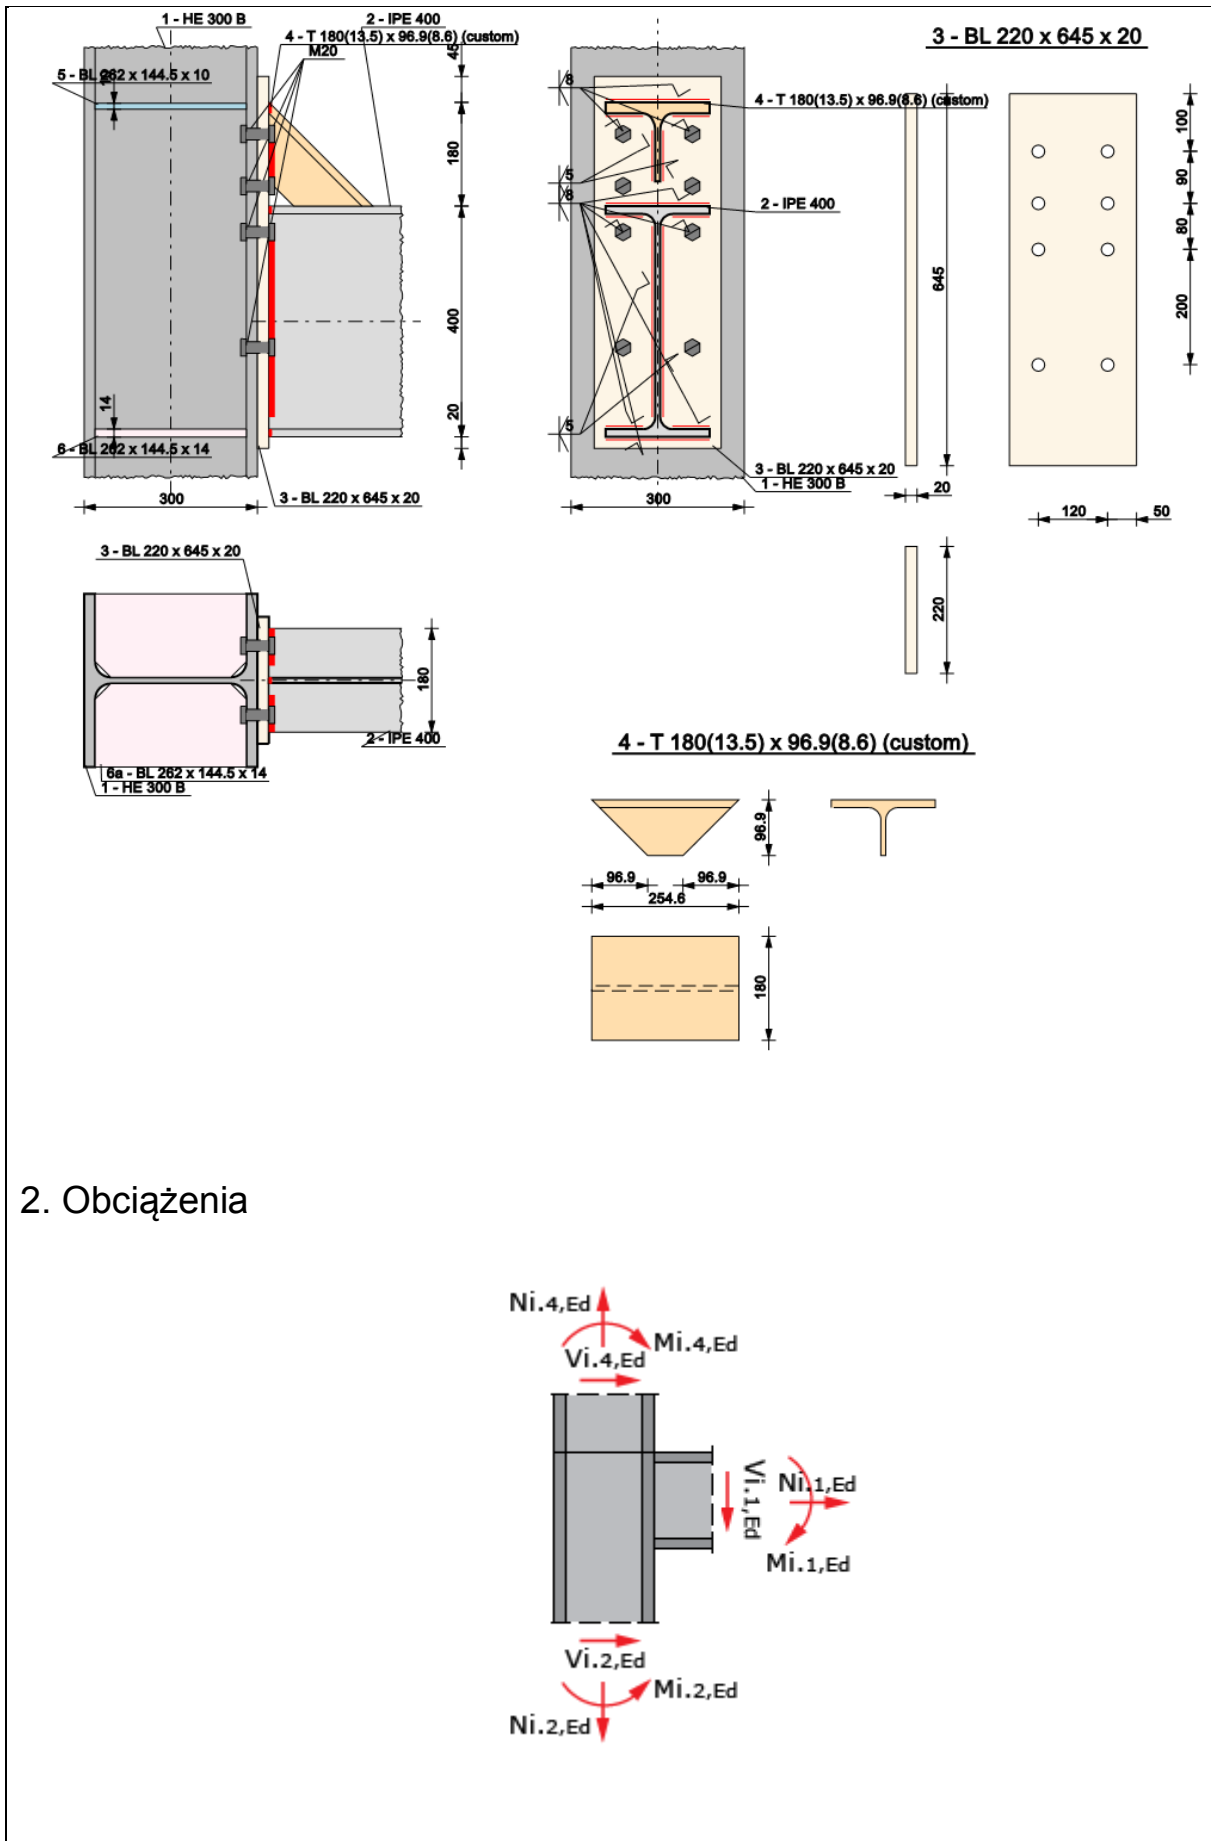 1 - HE 300 B
2 - IPE 400
4 - T 180(13.5) x 96.9(8.6) (custom)
M20
5 - BL 262 x 144.5 x 10
45
180
400
20
14
6 - BL 262 x 144.5 x 14
300
3 - BL 220 x 645 x 20
8
4 - T 180(13.5) x 96.9(8.6) (custom)
5
8
2 - IPE 400
5
3 - BL 220 x 645 x 20
1 - HE 300 B
300
3 - BL 220 x 645 x 20
645
20
100
90
80
200
120
50
220
3 - BL 220 x 645 x 20
180
2 - IPE 400
6a - BL 262 x 144.5 x 14
1 - HE 300 B
4 - T 180(13.5) x 96.9(8.6) (custom)
96.9
96.9
96.9
254.6
180
2. Obciążenia
Ni.4,Ed
Mi.4,Ed
Vi.4,Ed
Vi.1,Ed
Ni.1,Ed
Mi.1,Ed
Vi.2,Ed
Mi.2,Ed
Ni.2,Ed